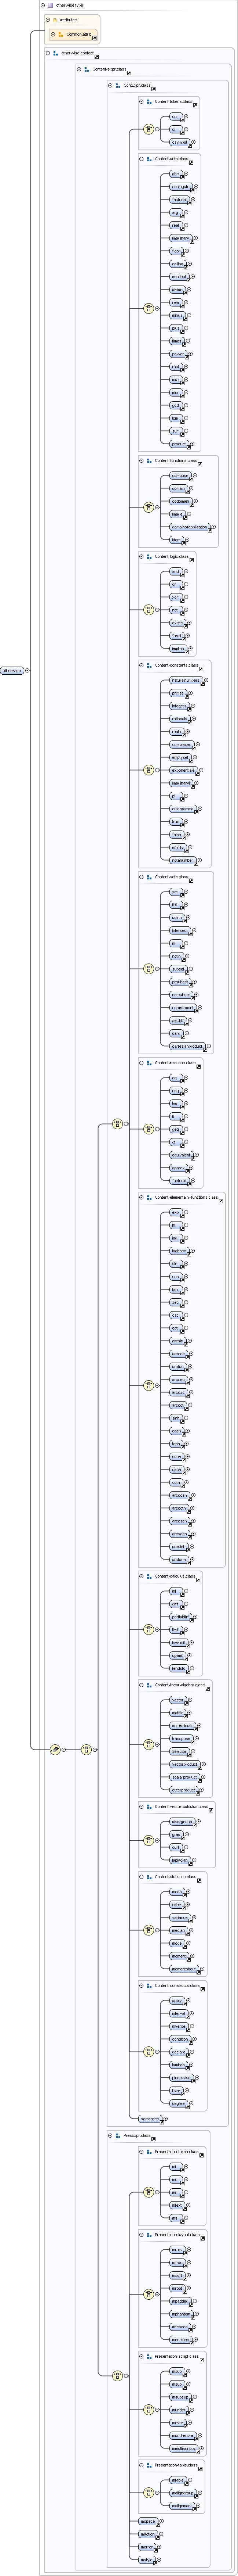 otherwise.type
Attributes
Common.attrib
otherwise.content
Content-expr.class
ContExpr.class
Content-tokens.class
cn
ci
csymbol
Content-arith.class
abs
conjugate
factorial
arg
real
imaginary
floor
ceiling
quotient
divide
rem
minus
plus
times
power
root
max
min
gcd
lcm
sum
product
Content-functions.class
compose
domain
codomain
image
domainofapplication
ident
Content-logic.class
and
or
xor
not
exists
forall
implies
Content-constants.class
otherwise
naturalnumbers
primes
integers
rationals
reals
complexes
emptyset
exponentiale
imaginaryi
pi
eulergamma
true
false
infinity
notanumber
Content-sets.class
set
list
union
intersect
in
notin
subset
prsubset
notsubset
notprsubset
setdiff
card
cartesianproduct
Content-relations.class
eq
neq
leq
lt
geq
gt
equivalent
approx
factorof
Content-elementary-functions.class
exp
ln
log
logbase
sin
cos
tan
sec
csc
cot
arcsin
arccos
arctan
arcsec
arccsc
arccot
sinh
cosh
tanh
sech
csch
coth
arccosh
arccoth
arccsch
arcsech
arcsinh
arctanh
Content-calculus.class
int
diff
partialdiff
limit
lowlimit
uplimit
tendsto
Content-linear-algebra.class
vector
matrix
determinant
transpose
selector
vectorproduct
scalarproduct
outerproduct
Content-vector-calculus.class
divergence
grad
curl
laplacian
Content-statistics.class
mean
sdev
variance
median
mode
moment
momentabout
Content-constructs.class
apply
interval
inverse
condition
declare
lambda
piecewise
bvar
degree
semantics
PresExpr.class
Presentation-token.class
mi
mo
mn
mtext
ms
Presentation-layout.class
mrow
mfrac
msqrt
mroot
mpadded
mphantom
mfenced
menclose
Presentation-script.class
msub
msup
msubsup
munder
mover
munderover
mmultiscripts
Presentation-table.class
mtable
maligngroup
malignmark
mspace
maction
merror
mstyle